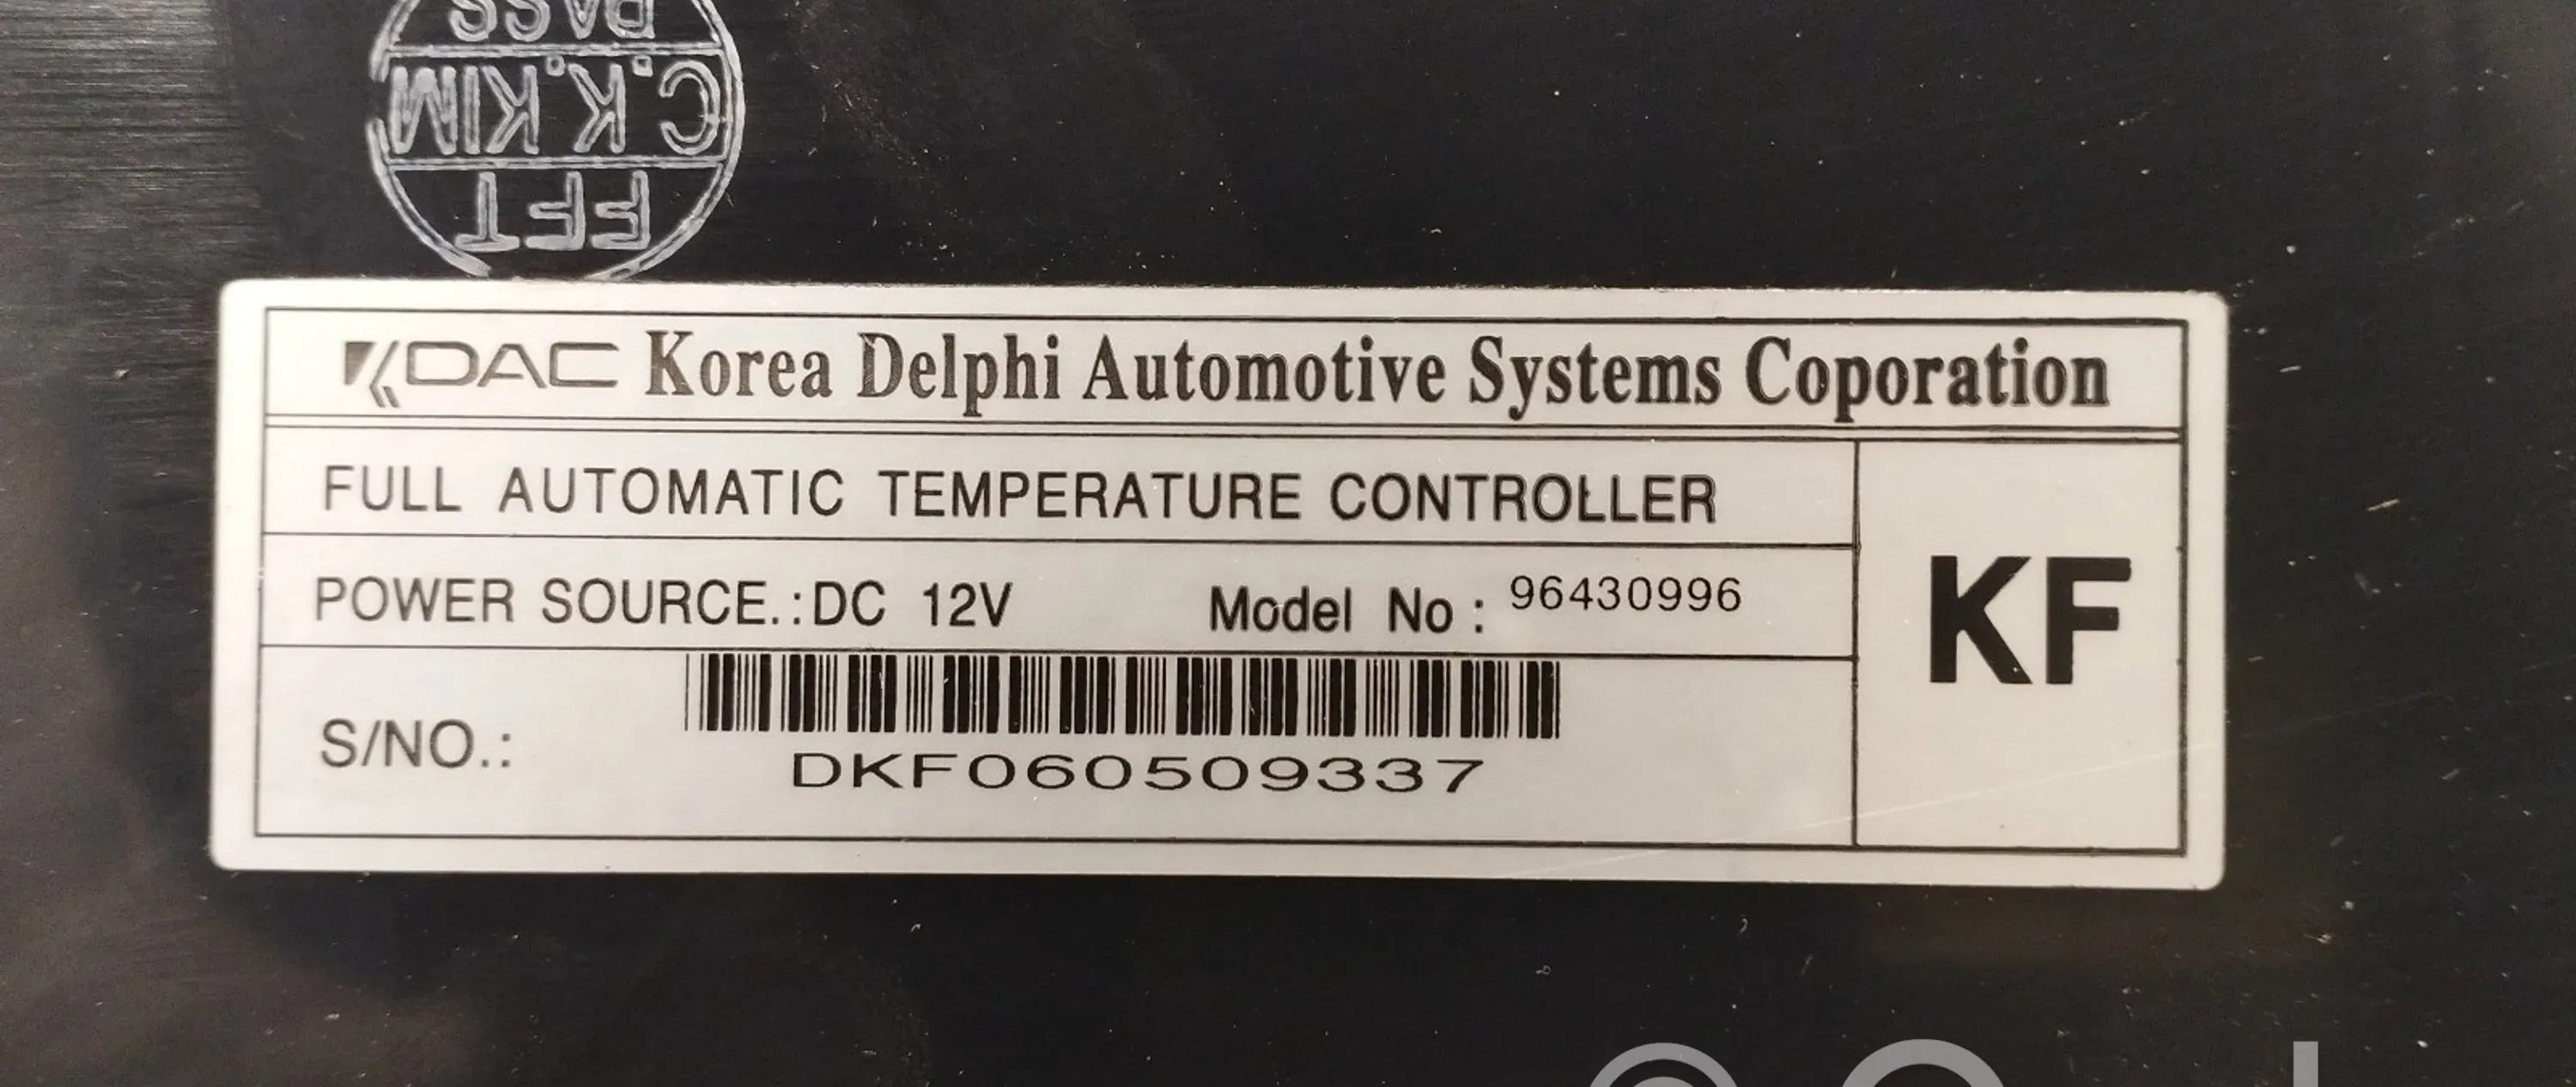 PASS
C.K.KIM
FFT
KDAC Korea Delphi Automotive Systems Coporation
FULL AUTOMATIC TEMPERATURE CONTROLLER
POWER SOURCE.:DC 12V Model No : 96430996
KF
S/NO.:
DKF060509337